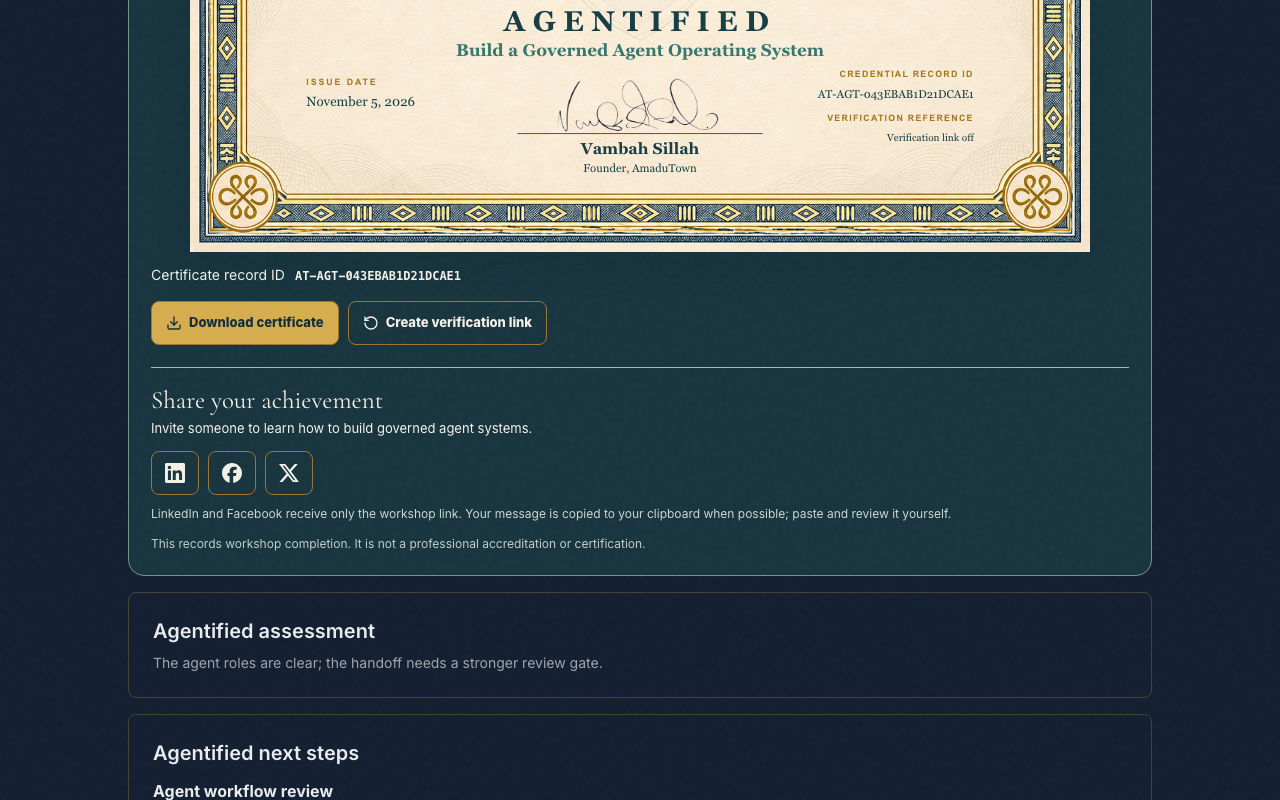 AGENTIFIED
Build a Governed Agent Operating System
ISSUE DATE
November 5, 2026
Vambah Sillah
Founder, AmaduTown
CREDENTIAL RECORD ID
AT-AGT-043EBAB1D21DCAE1
VERIFICATION REFERENCE
Verification link off
Certificate record ID AT-AGT-043EBAB1D21DCAE1
Download certificate
Create verification link
Share your achievement
Invite someone to learn how to build governed agent systems.
LinkedIn and Facebook receive only the workshop link. Your message is copied to your clipboard when possible; paste and review it yourself.
This records workshop completion. It is not a professional accreditation or certification.
Agentified assessment
The agent roles are clear; the handoff needs a stronger review gate.
Agentified next steps
Agent workflow review